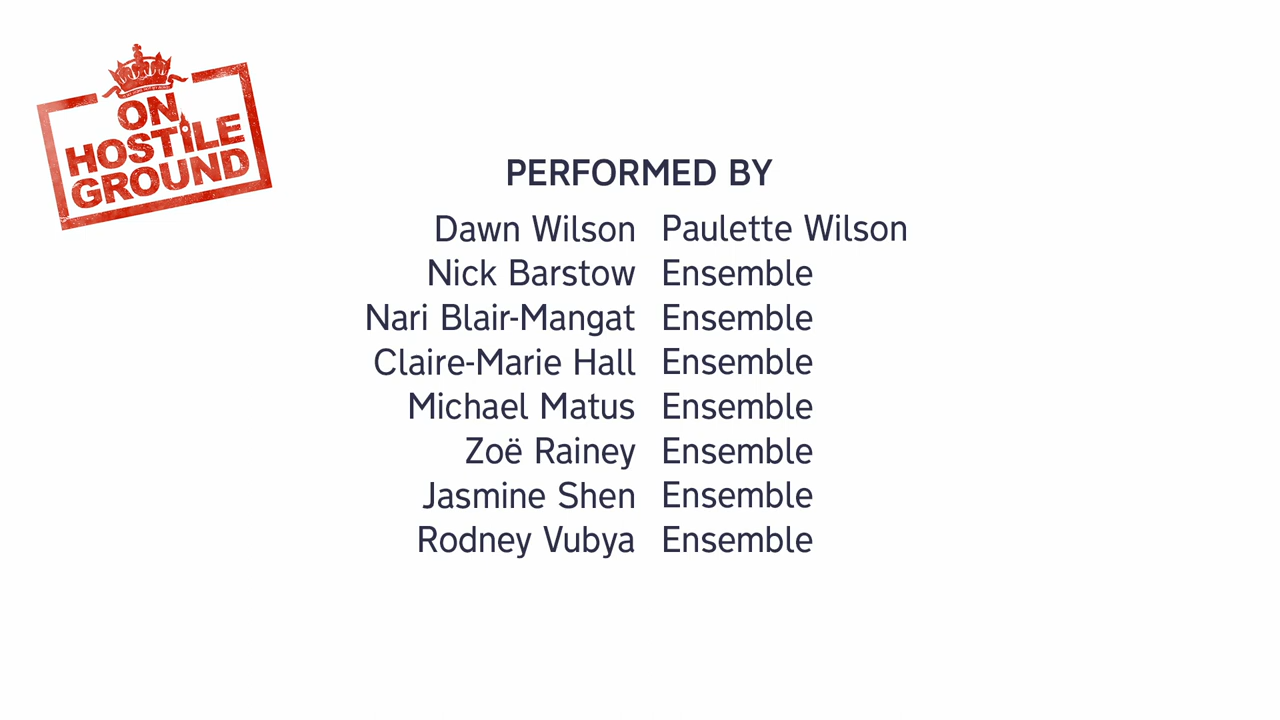 ON
HOSTILE
GROUND
PERFORMED BY
Dawn Wilson Paulette Wilson
Nick Barstow Ensemble
Nari Blair-Mangat Ensemble
Claire-Marie Hall Ensemble
Michael Matus Ensemble
Zoë Rainey Ensemble
Jasmine Shen Ensemble
Rodney Vubya Ensemble